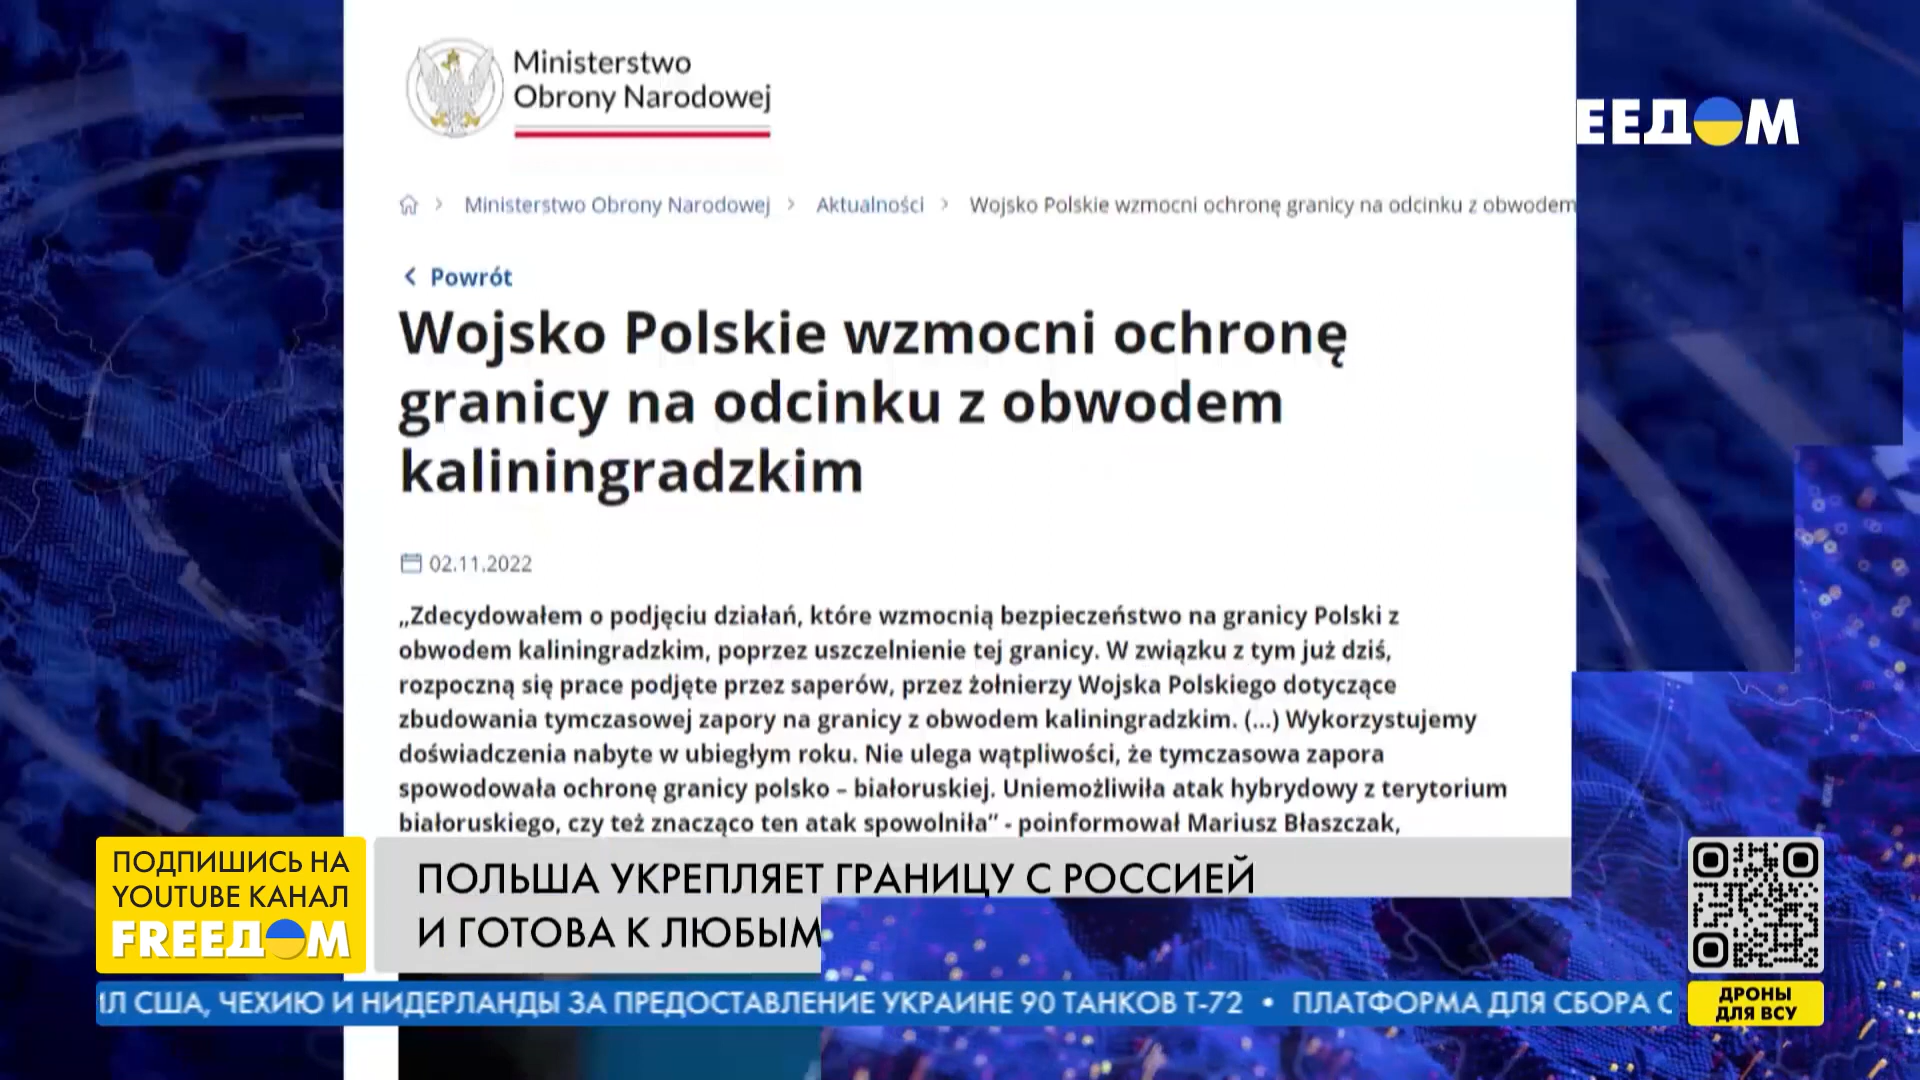 Ministerstwo
Obrony Narodowej
ЕЕДОМ
Ministerstwo Obrony Narodowej > Aktualności > Wojsko Polskie wzmocni ochronę granicy na odcinku z obwodem
Powrót
Wojsko Polskie wzmocni ochronę
granicy na odcinku z obwodem
kaliningradzkim
02.11.2022
„Zdecydowałem o podjęciu działań, które wzmocnią bezpieczeństwo na granicy Polski z
obwodem kaliningradzkim, poprzez uszczelnienie tej granicy. W związku z tym już dziś,
rozpoczną się prace podjęte przez saperów, przez żołnierzy Wojska Polskiego dotyczące
zbudowania tymczasowej zapory na granicy z obwodem kaliningradzkim. (...) Wykorzystujemy
doświadczenia nabyte w ubiegłym roku. Nie ulega wątpliwości, że tymczasowa zapora
spowodowała ochronę granicy polsko – białoruskiej. Uniemożliwiła atak hybrydowy z terytorium
białoruskiego, czy też znacząco ten atak spowolniła” - poinformował Mariusz Błaszczak,
ПОДПИШИСЬ НА
YOUTUBE КАНАЛ
FREEДОМ
ПОЛЬША УКРЕПЛЯЕТ ГРАНИЦУ С РОССИЕЙ
И ГОТОВА К ЛЮБЫМ
ИЛ США, ЧЕХИЮ И НИДЕРЛАНДЫ ЗА ПРЕДОСТАВЛЕНИЕ УКРАИНЕ 90 ТАНКОВ Т-72 • ПЛАТФОРМА ДЛЯ СБОРА С
ДРОНЫ
ДЛЯ ВСУ